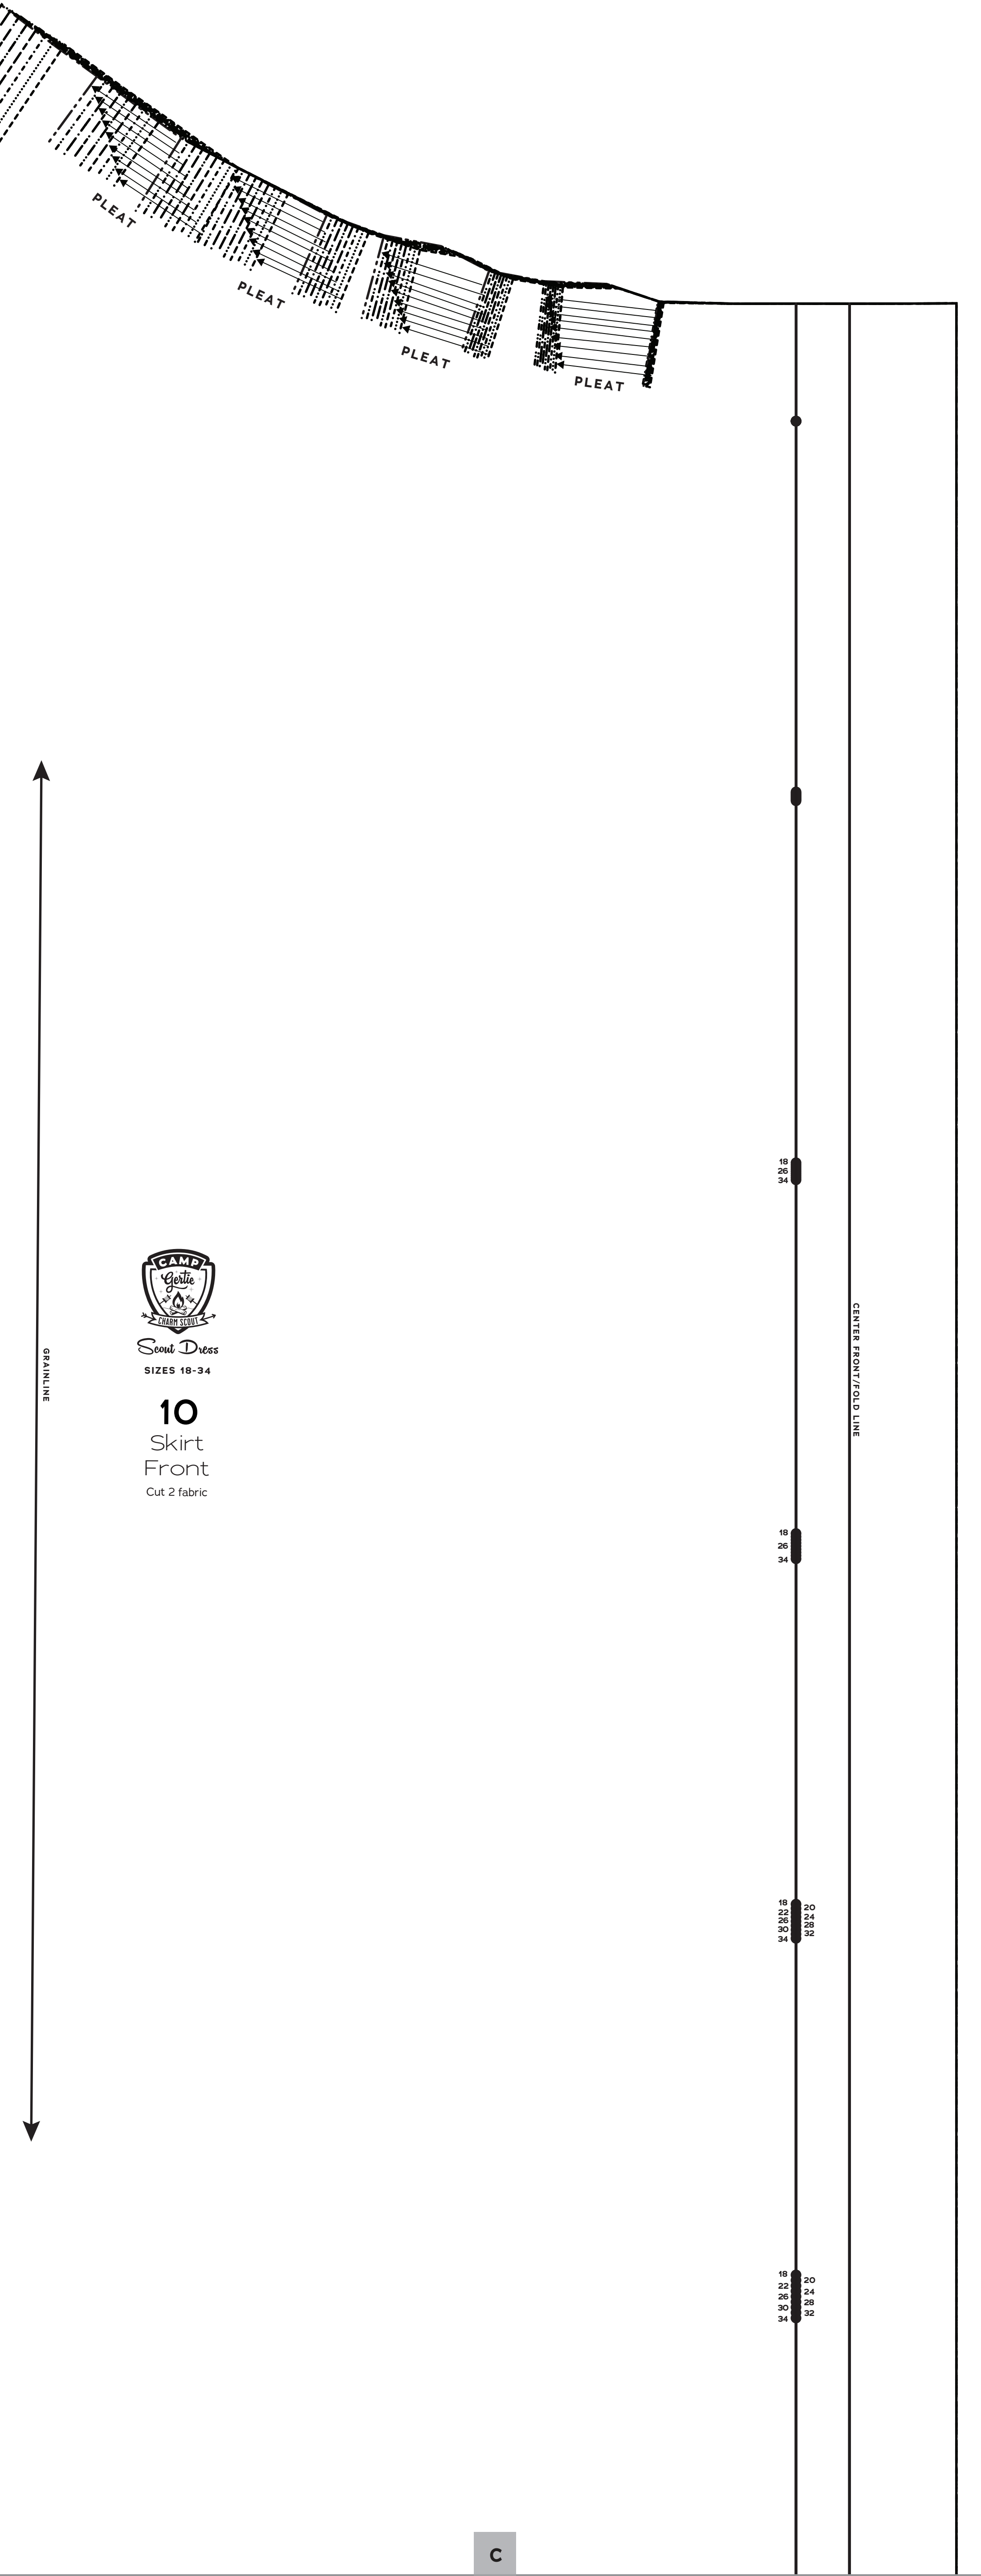 PLEAT
PLEAT
PLEAT
PLEAT
18
26
34
CAMP
Gertie
CHARM SCOUT
Scout Dress
SIZES 18-34
10
Skirt
Front
Cut 2 fabric
GRAINLINE
CENTER FRONT/FOLD LINE
18
26
34
18
20
22
24
26
28
30
32
34
18
20
22
24
26
28
30
32
34
C